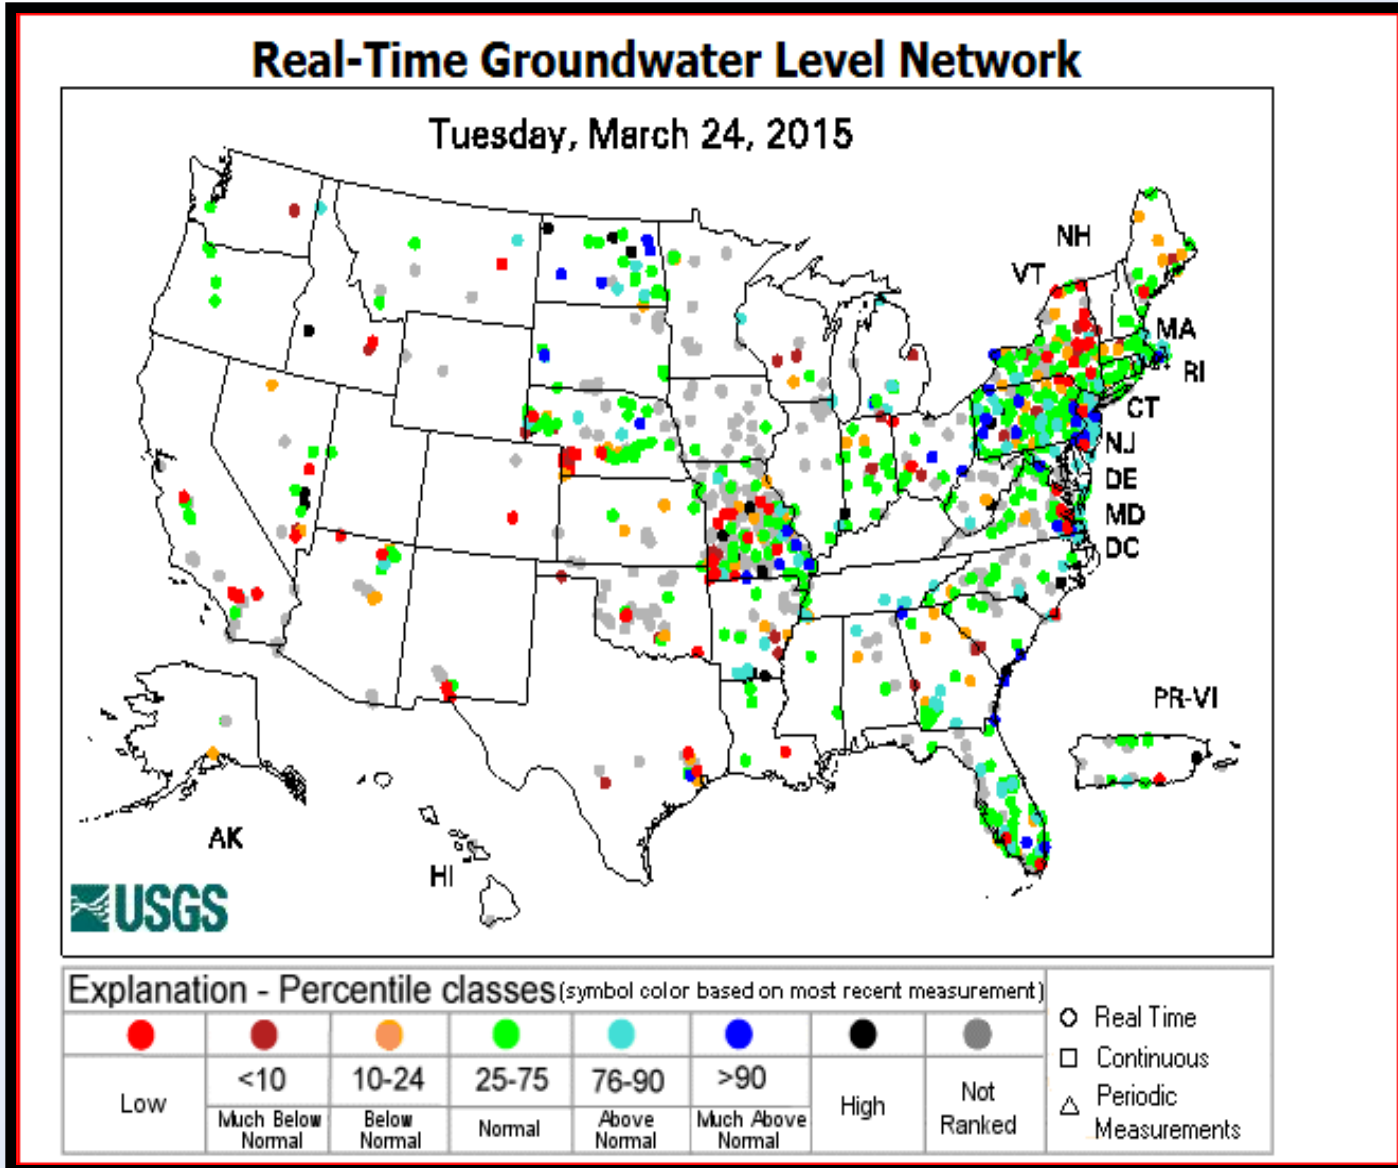 Real-Time Groundwater Level Network
Tuesday, March 24, 2015
NH
VT
MA
RI
CT
NJ
DE
MD
DC
PR-VI
AK
HI
USGS
Explanation - Percentile classes (symbol color based on most recent measurement)
Low
<10
Much Below
Normal
10-24
Below
Normal
25-75
Normal
76-90
Above
Normal
>90
Much Above
Normal
High
Not
Ranked
Real Time
Continuous
Periodic
Measurements